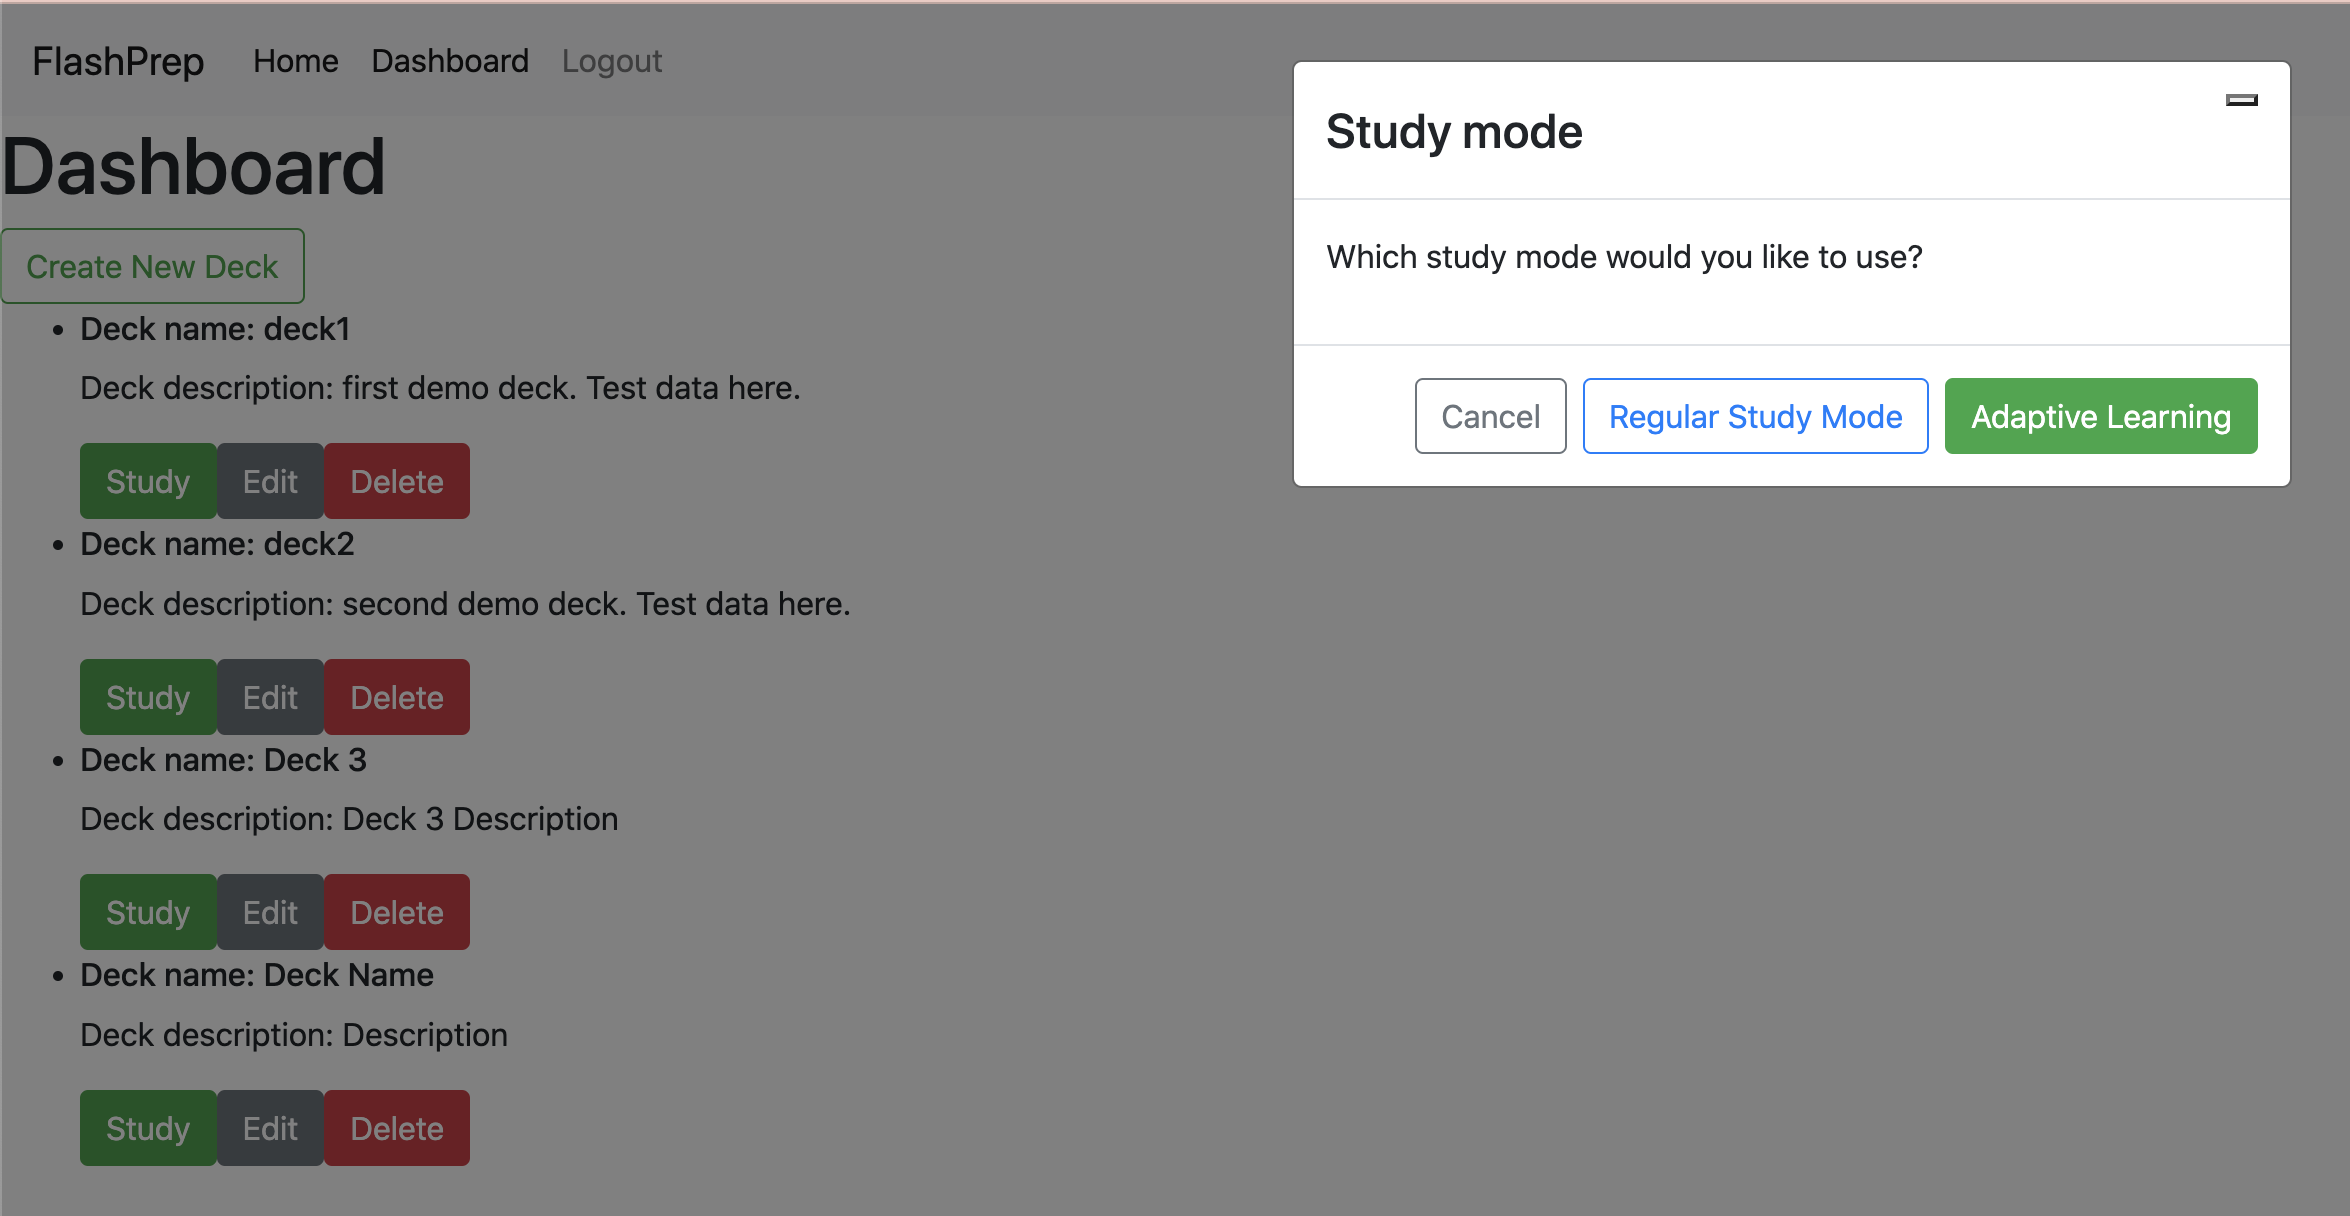 FlashPrep Home Dashboard Logout
Dashboard
Create New Deck
Deck name: deck1
Deck description: first demo deck. Test data here.
Study Edit Delete
Deck name: deck2
Deck description: second demo deck. Test data here.
Study Edit Delete
Deck name: Deck 3
Deck description: Deck 3 Description
Study Edit Delete
Deck name: Deck Name
Deck description: Description
Study Edit Delete
Study mode
Which study mode would you like to use?
Cancel Regular Study Mode Adaptive Learning